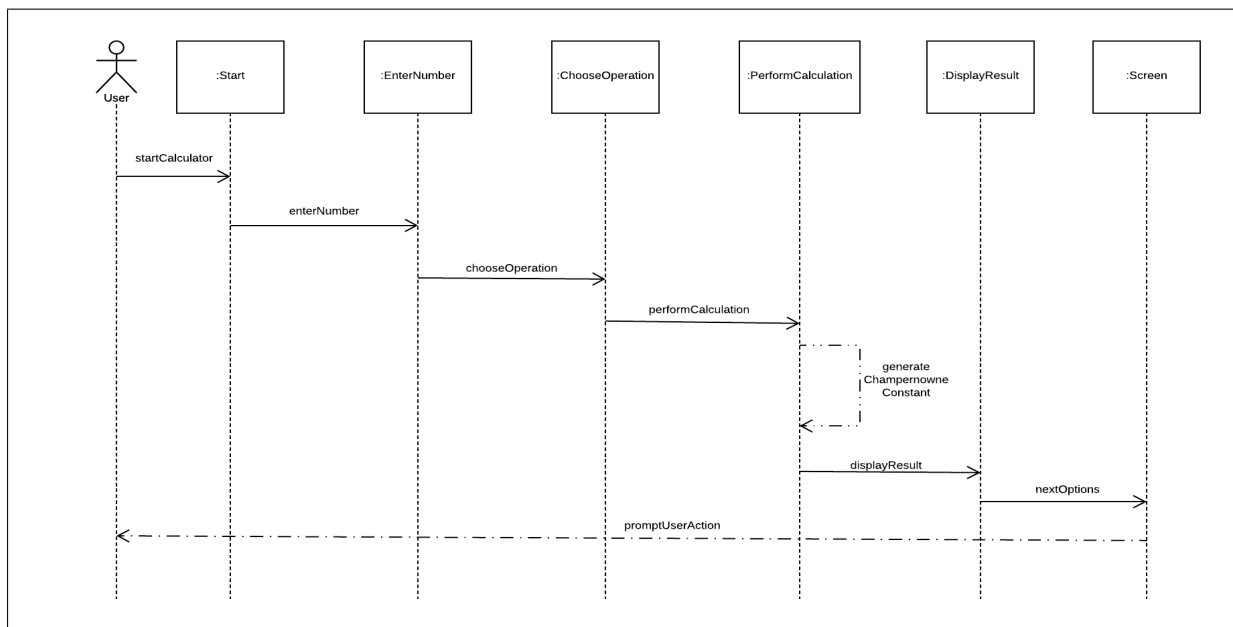 User
:Start
:EnterNumber
:ChooseOperation
:PerformCalculation
:DisplayResult
:Screen
startCalculator
enterNumber
chooseOperation
performCalculation
generate
Champernowne
Constant
displayResult
nextOptions
promptUserAction